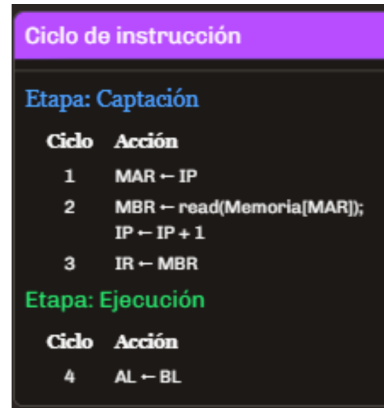 Ciclo de instrucción
Etapa: Captación
Ciclo Acción
1 MAR ← IP
2 MBR ← read(Memoria[MAR]);
IP ← IP + 1
3 IR ← MBR
Etapa: Ejecución
Ciclo Acción
4 AL ← BL